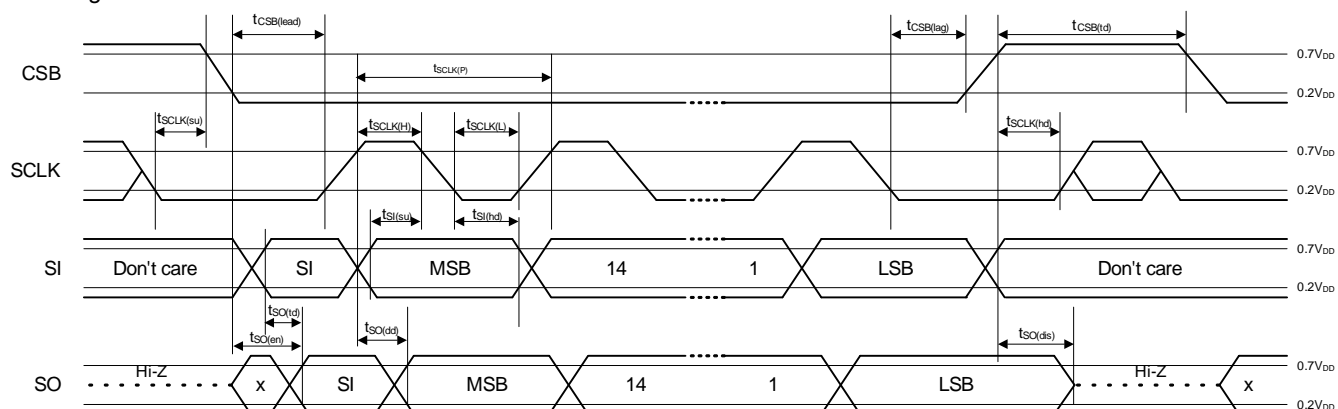 tCSB(lead)
tCSB(lag)
tCSB(td)
CSB
0.7VDD
tSCLK(P)
0.2VDD
tSCLK(su)
tSCLK(H)
tSCLK(L)
tSCLK(hd)
SCLK
0.7VDD
0.2VDD
tSI(su)
tSI(hd)
SI
Don't care
SI
MSB
14
1
LSB
Don't care
0.7VDD
0.2VDD
tSO(td)
tSO(en)
tSO(dd)
tSO(dis)
SO
Hi-Z
x
SI
MSB
14
1
LSB
Hi-Z
x
0.7VDD
0.2VDD